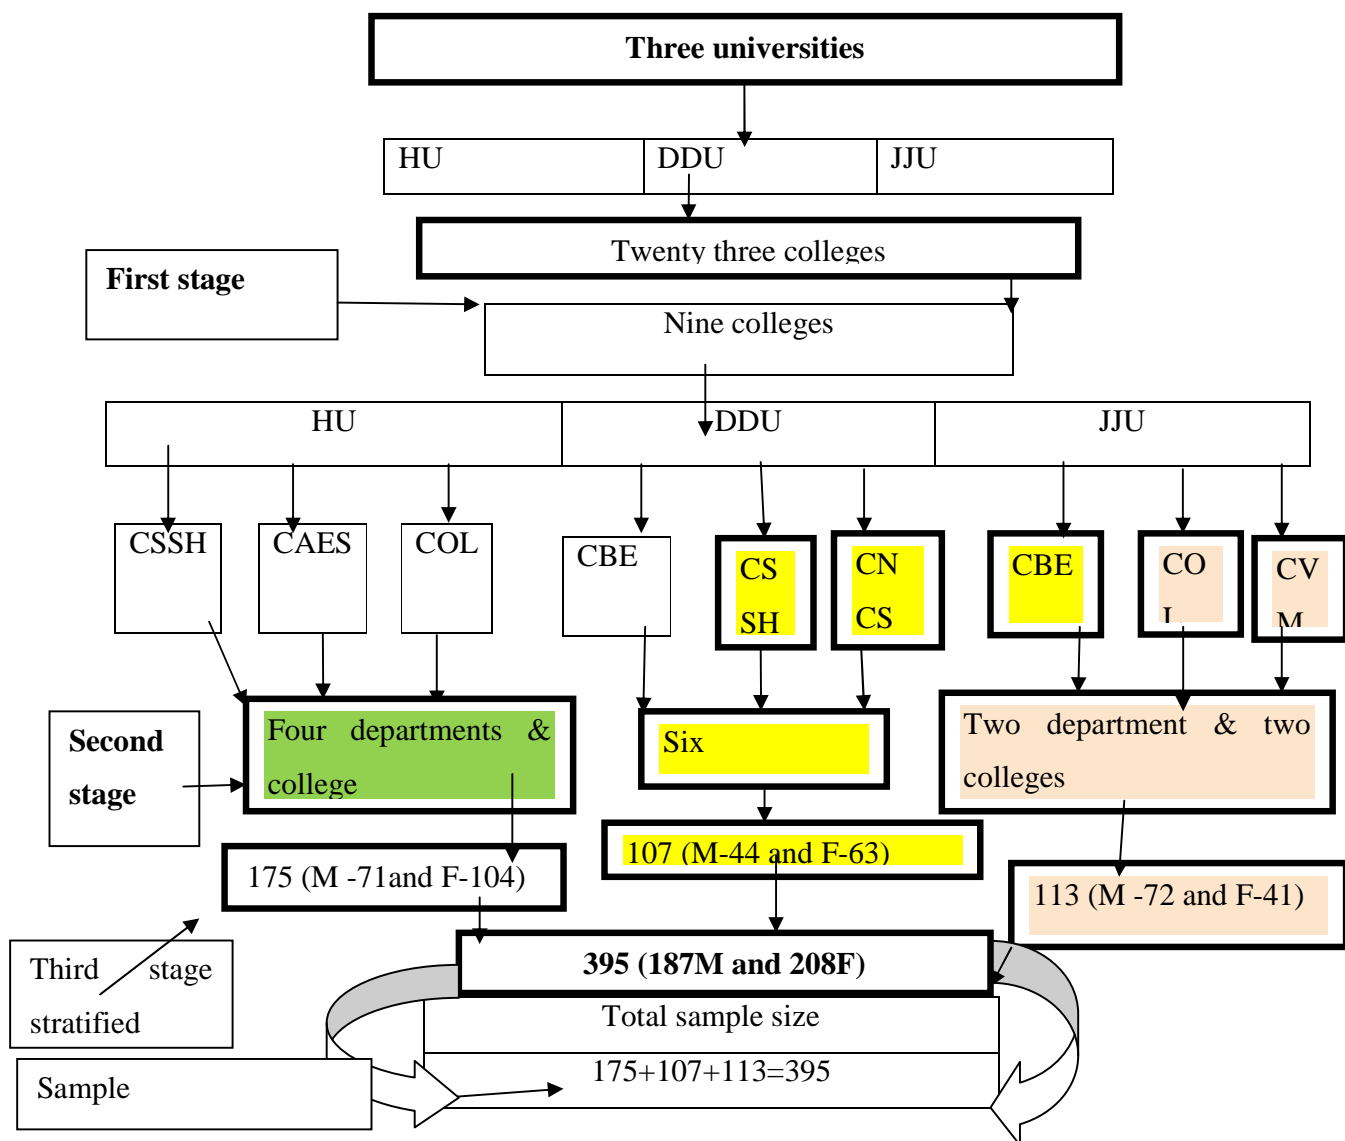 Three universities
HU
DDU
JJU
Twenty three colleges
First stage
Nine colleges
HU
DDU
JJU
CSSH
CAES
COL
CBE
CS
SH
CN
CS
CBE
CO
CV
M
Second
stage
Four departments &
college
Six
Two department & two
colleges
107 (M-44 and F-63)
175 (M -71and F-104)
113 (M -72 and F-41)
Third stage
stratified
395 (187M and 208F)
Total sample size
175+107+113=395
Sample